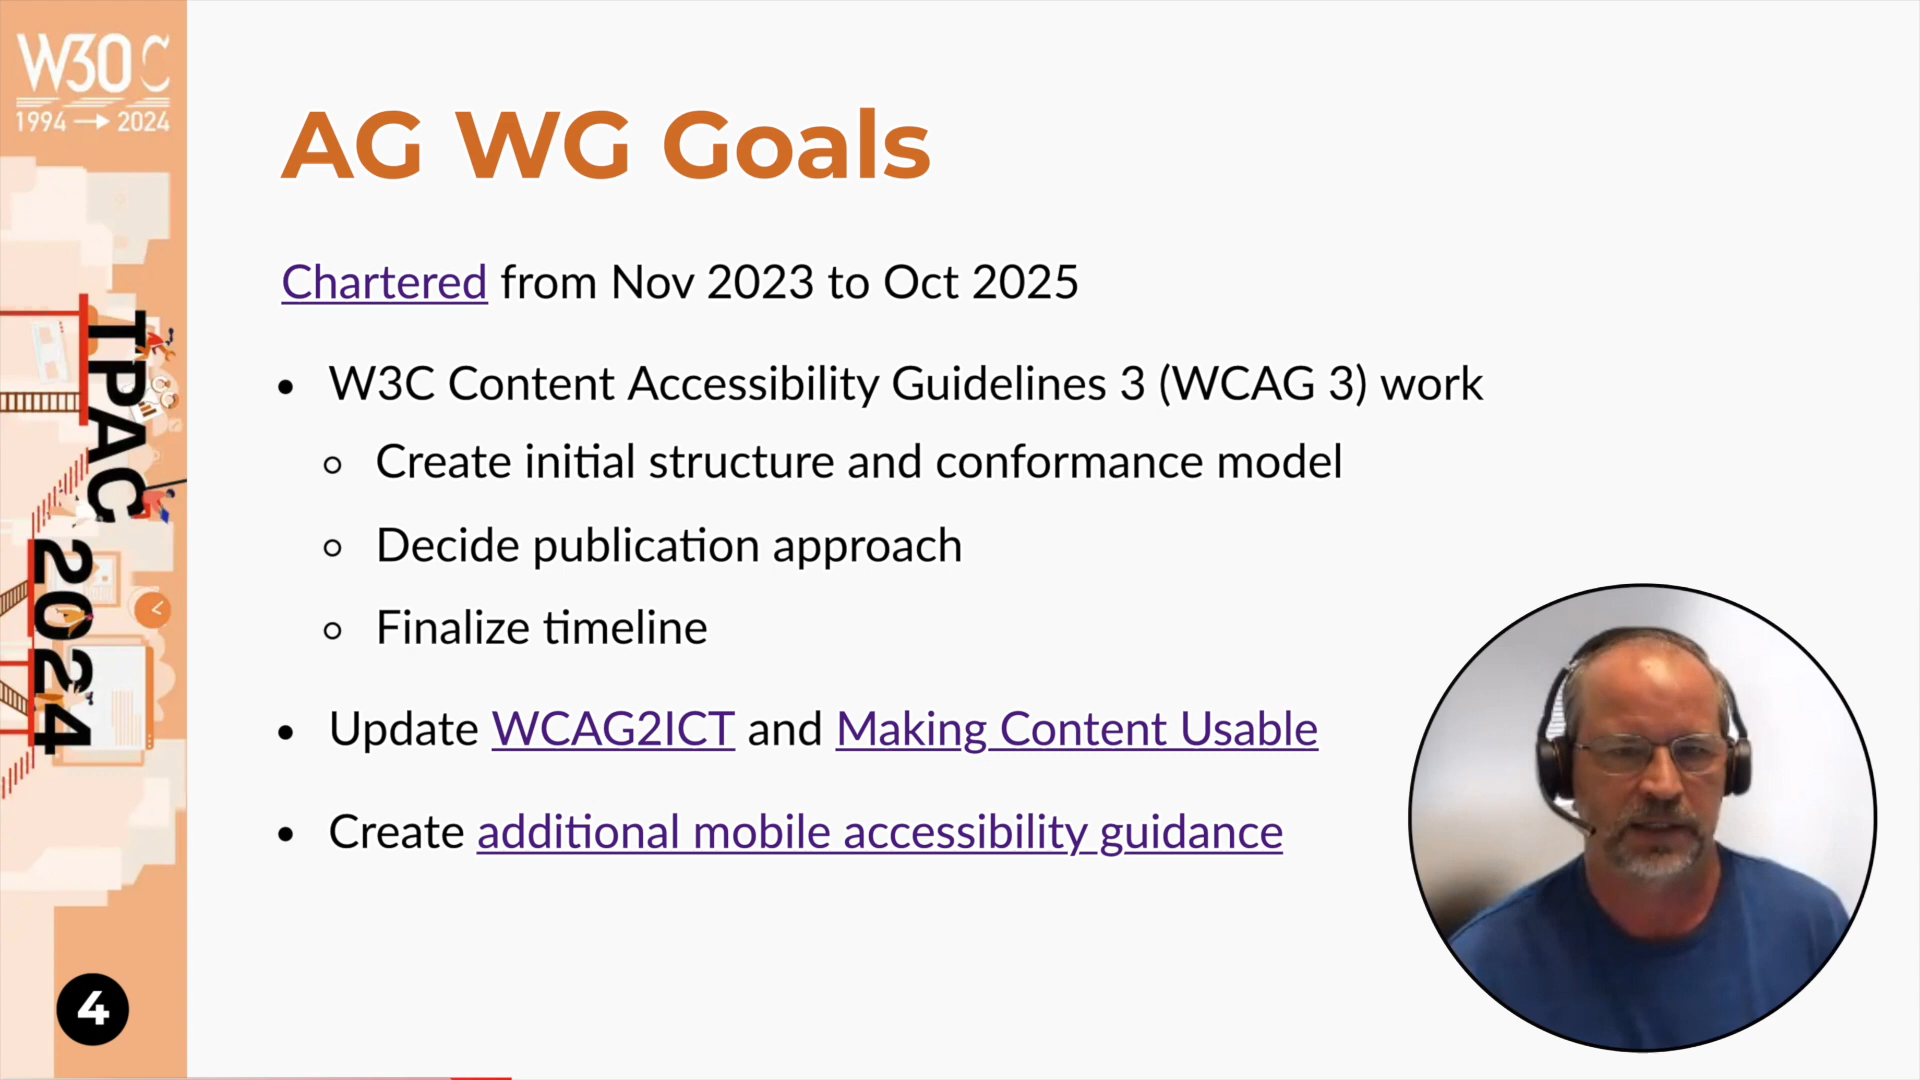 W30C
1994 → 2024
TPAC 2024
AG WG Goals
Chartered from Nov 2023 to Oct 2025
• W3C Content Accessibility Guidelines 3 (WCAG 3) work
◦ Create initial structure and conformance model
◦ Decide publication approach
◦ Finalize timeline
• Update WCAG2ICT and Making Content Usable
• Create additional mobile accessibility guidance
4